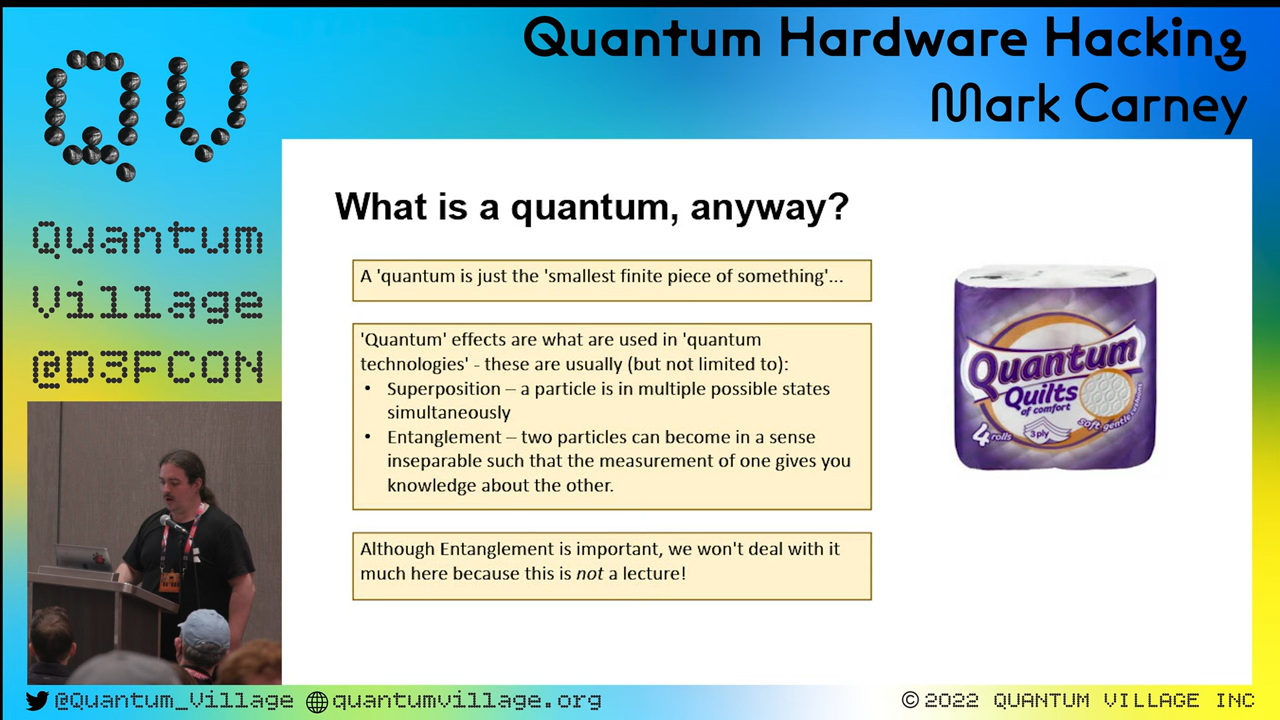 Quantum Hardware Hacking
Mark Carney
QV
Quantum
Village
@D3FCON
What is a quantum, anyway?
A 'quantum is just the 'smallest finite piece of something'...
'Quantum' effects are what are used in 'quantum
technologies' - these are usually (but not limited to):
• Superposition – a particle is in multiple possible states
simultaneously
• Entanglement – two particles can become in a sense
inseparable such that the measurement of one gives you
knowledge about the other.
Although Entanglement is important, we won't deal with it
much here because this is not a lecture!
Quantum
Quilts
of comfort
4 rolls
3 ply
soft, gentle
@Quantum_Village
quantumvillage.org
© 2022 QUANTUM VILLAGE INC